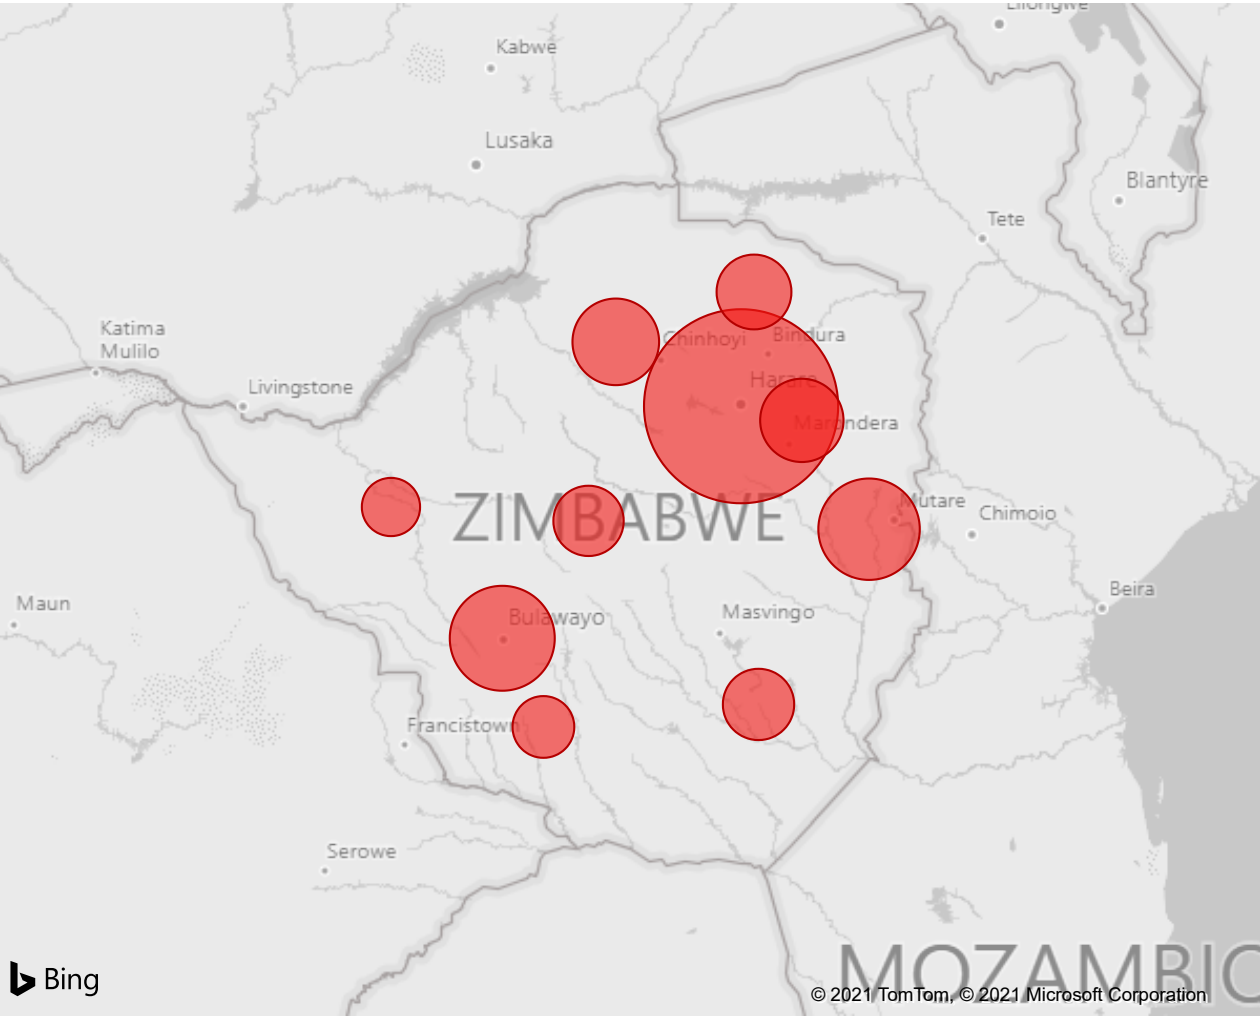 Lilongwe
Kabwe
Lusaka
Blantyre
Tete
Katima
Mulilo
Livingstone
Chinhoyi
Bindura
Harare
Marondera
ZIMBABWE
Mutare
Chimoio
Maun
Bulawayo
Masvingo
Beira
Francistown
Serowe
MOZAMBIC
Bing
© 2021 TomTom, © 2021 Microsoft Corporation